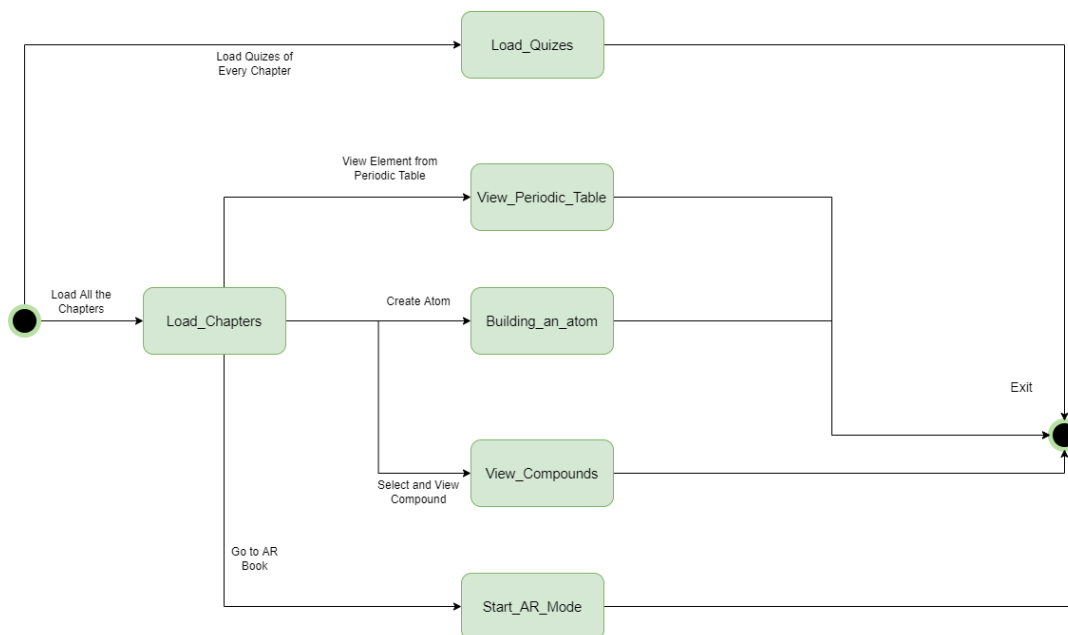 Load_Quizes
Load Quizes of
Every Chapter
View Element from
Periodic Table
View_Periodic_Table
Load All the
Chapters
Load_Chapters
Create Atom
Building_an_atom
Exit
View_Compounds
Select and View
Compound
Go to AR
Book
Start_AR_Mode